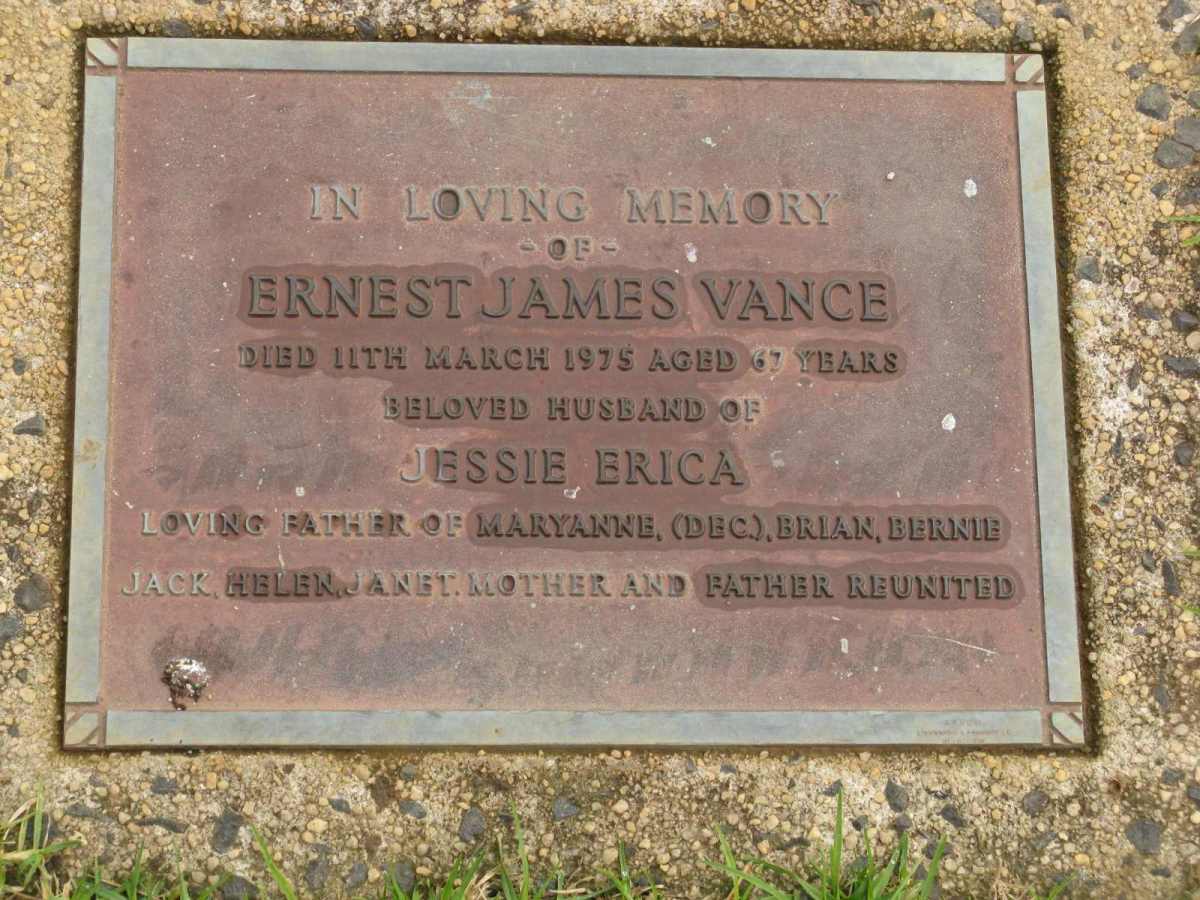 IN LOVING MEMORY
- OF -
ERNEST JAMES VANCE
DIED 11TH MARCH 1975 AGED 67 YEARS
BELOVED HUSBAND OF
JESSIE ERICA
LOVING FATHER OF MARYANNE, (DEC.), BRIAN, BERNIE
JACK, HELEN, JANET. MOTHER AND FATHER REUNITED